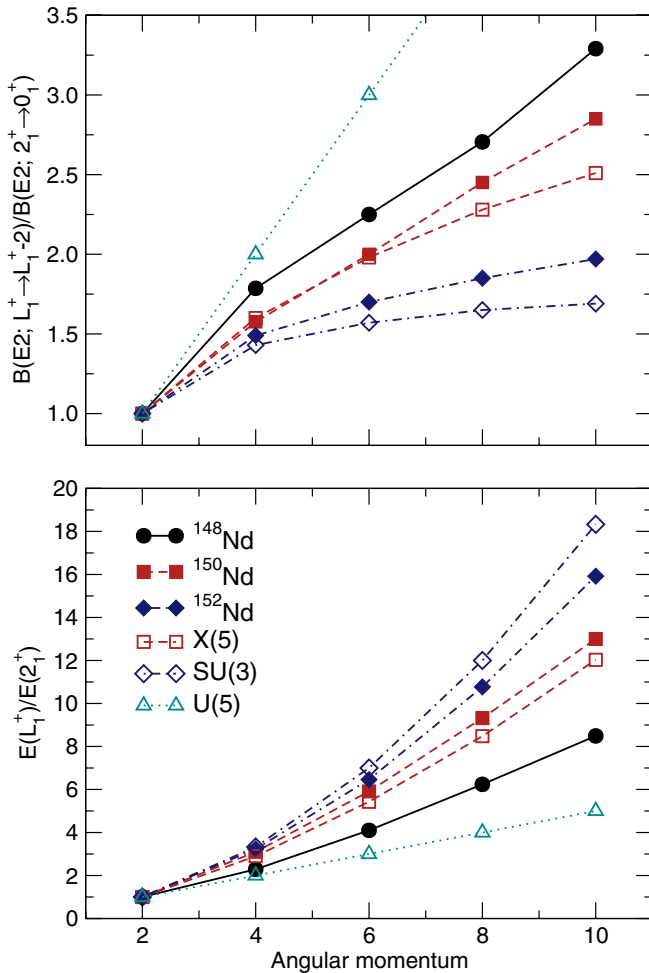 3.5
3.0
2.5
2.0
1.5
1.0
B(E2; L₁⁺→L₁⁺-2)/B(E2; 2₁⁺→0₁⁺)
20
18
16
14
12
10
8
6
4
2
0
E(L₁⁺)/E(2₁⁺)
¹⁴⁸Nd
¹⁵⁰Nd
¹⁵²Nd
X(5)
SU(3)
U(5)
2 4 6 8 10
Angular momentum